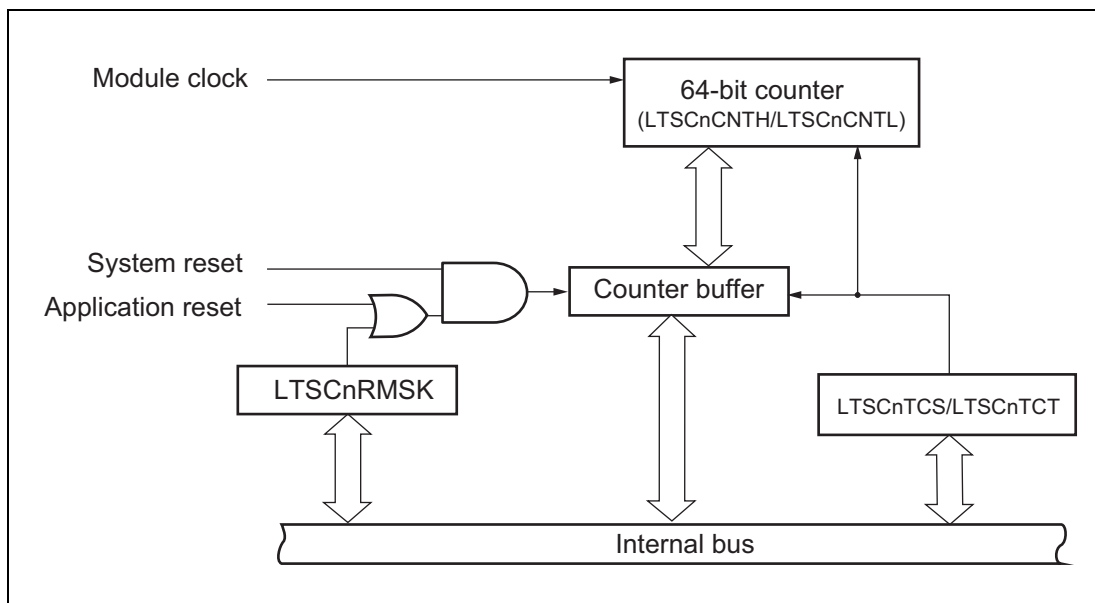 Module clock
64-bit counter
(LTSCnCNTH/LTSCnCNTL)
System reset
Application reset
Counter buffer
LTSCnRMSK
LTSCnTCS/LTSCnTCT
Internal bus